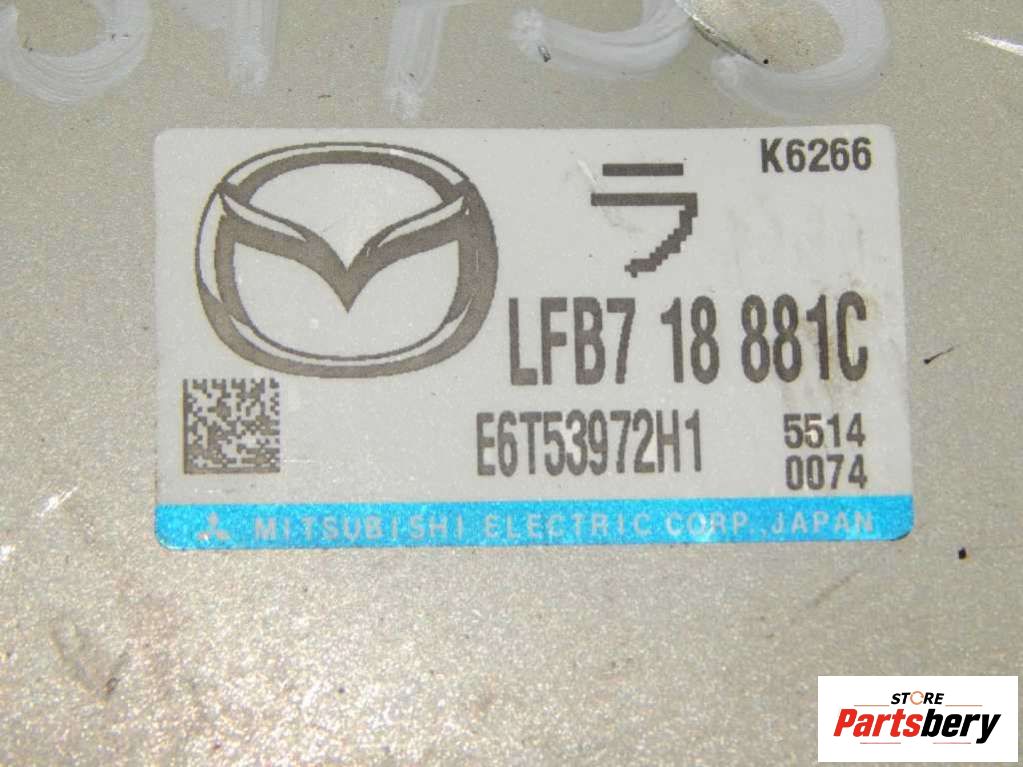 K6266
ラ
LFB7 18 881C
E6T53972H1
5514
0074
MITSUBISHI ELECTRIC CORP., JAPAN
STORE
Partsbery